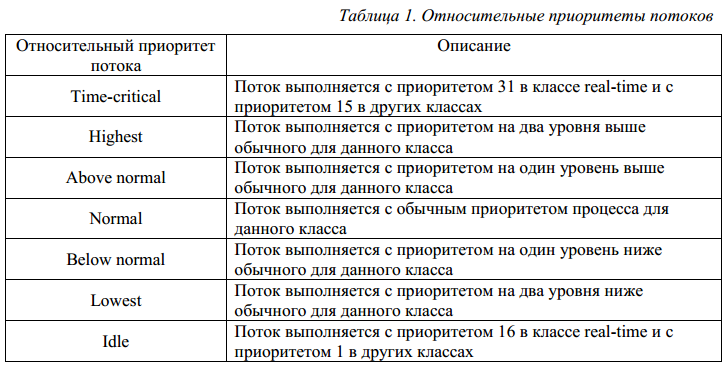 Таблица 1. Относительные приоритеты потоков
Относительный приоритет
потока
Описание
Time-critical
Поток выполняется с приоритетом 31 в классе real-time и с
приоритетом 15 в других классах
Highest
Поток выполняется с приоритетом на два уровня выше
обычного для данного класса
Above normal
Поток выполняется с приоритетом на один уровень выше
обычного для данного класса
Normal
Поток выполняется с обычным приоритетом процесса для
данного класса
Below normal
Поток выполняется с приоритетом на один уровень ниже
обычного для данного класса
Lowest
Поток выполняется с приоритетом на два уровня ниже
обычного для данного класса
Idle
Поток выполняется с приоритетом 16 в классе real-time и с
приоритетом 1 в других классах